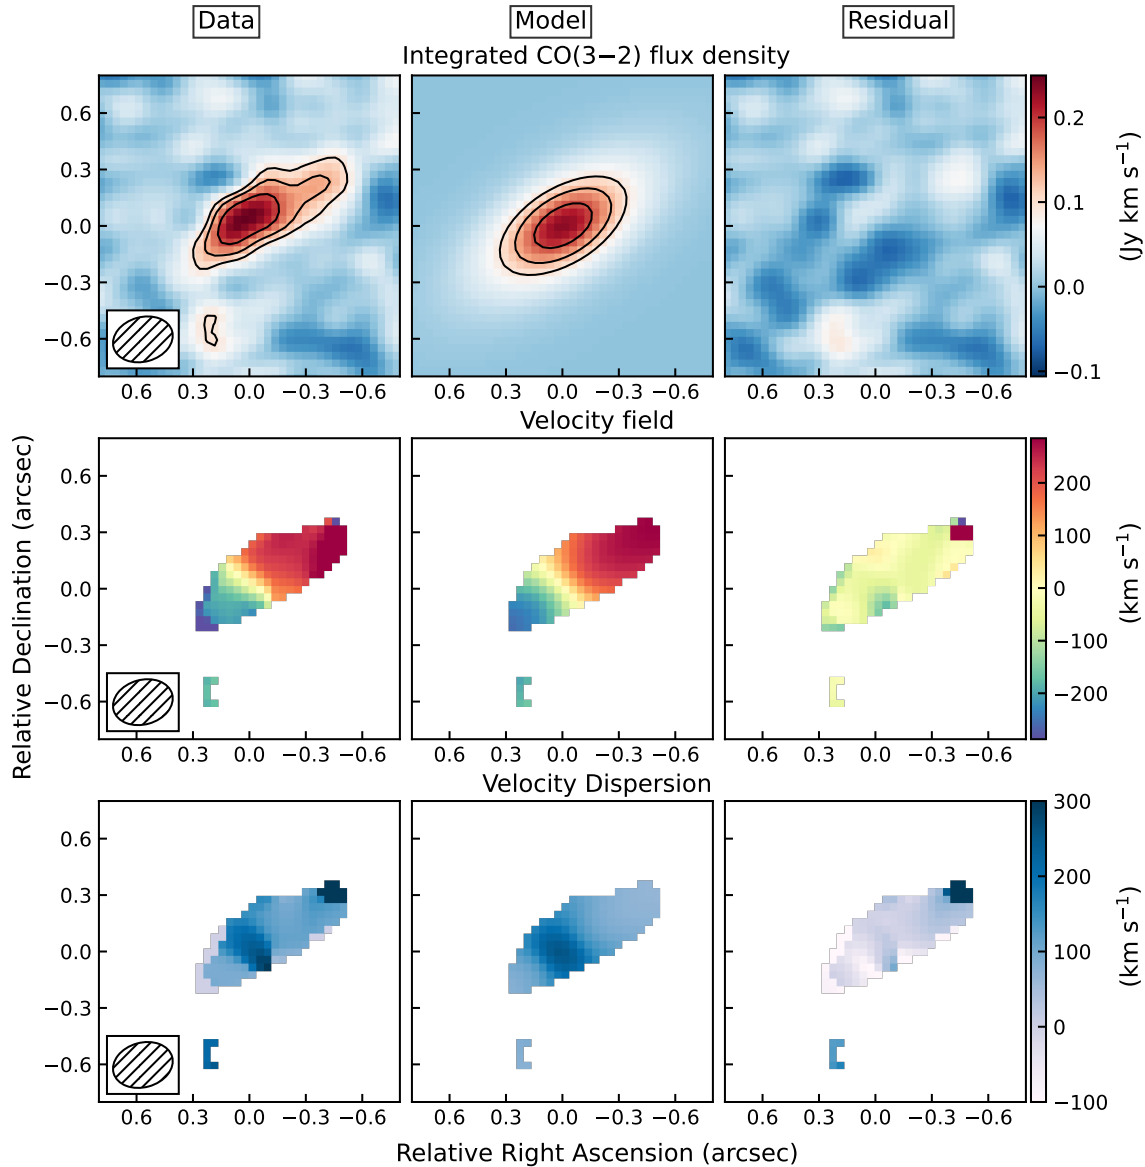 Data Model Residual
Integrated CO(3−2) flux density
0.6
0.3
0.0
−0.3
−0.6
0.6 0.3 0.0 −0.3 −0.6 0.6 0.3 0.0 −0.3 −0.6 0.6 0.3 0.0 −0.3 −0.6
0.2
0.1
0.0
−0.1
(Jy km s⁻¹)
Velocity field
0.6
0.3
0.0
−0.3
−0.6
0.6 0.3 0.0 −0.3 −0.6 0.6 0.3 0.0 −0.3 −0.6 0.6 0.3 0.0 −0.3 −0.6
200
100
0
−100
−200
(km s⁻¹)
Relative Declination (arcsec)
Velocity Dispersion
0.6
0.3
0.0
−0.3
−0.6
0.6 0.3 0.0 −0.3 −0.6 0.6 0.3 0.0 −0.3 −0.6 0.6 0.3 0.0 −0.3 −0.6
300
200
100
0
−100
(km s⁻¹)
Relative Right Ascension (arcsec)